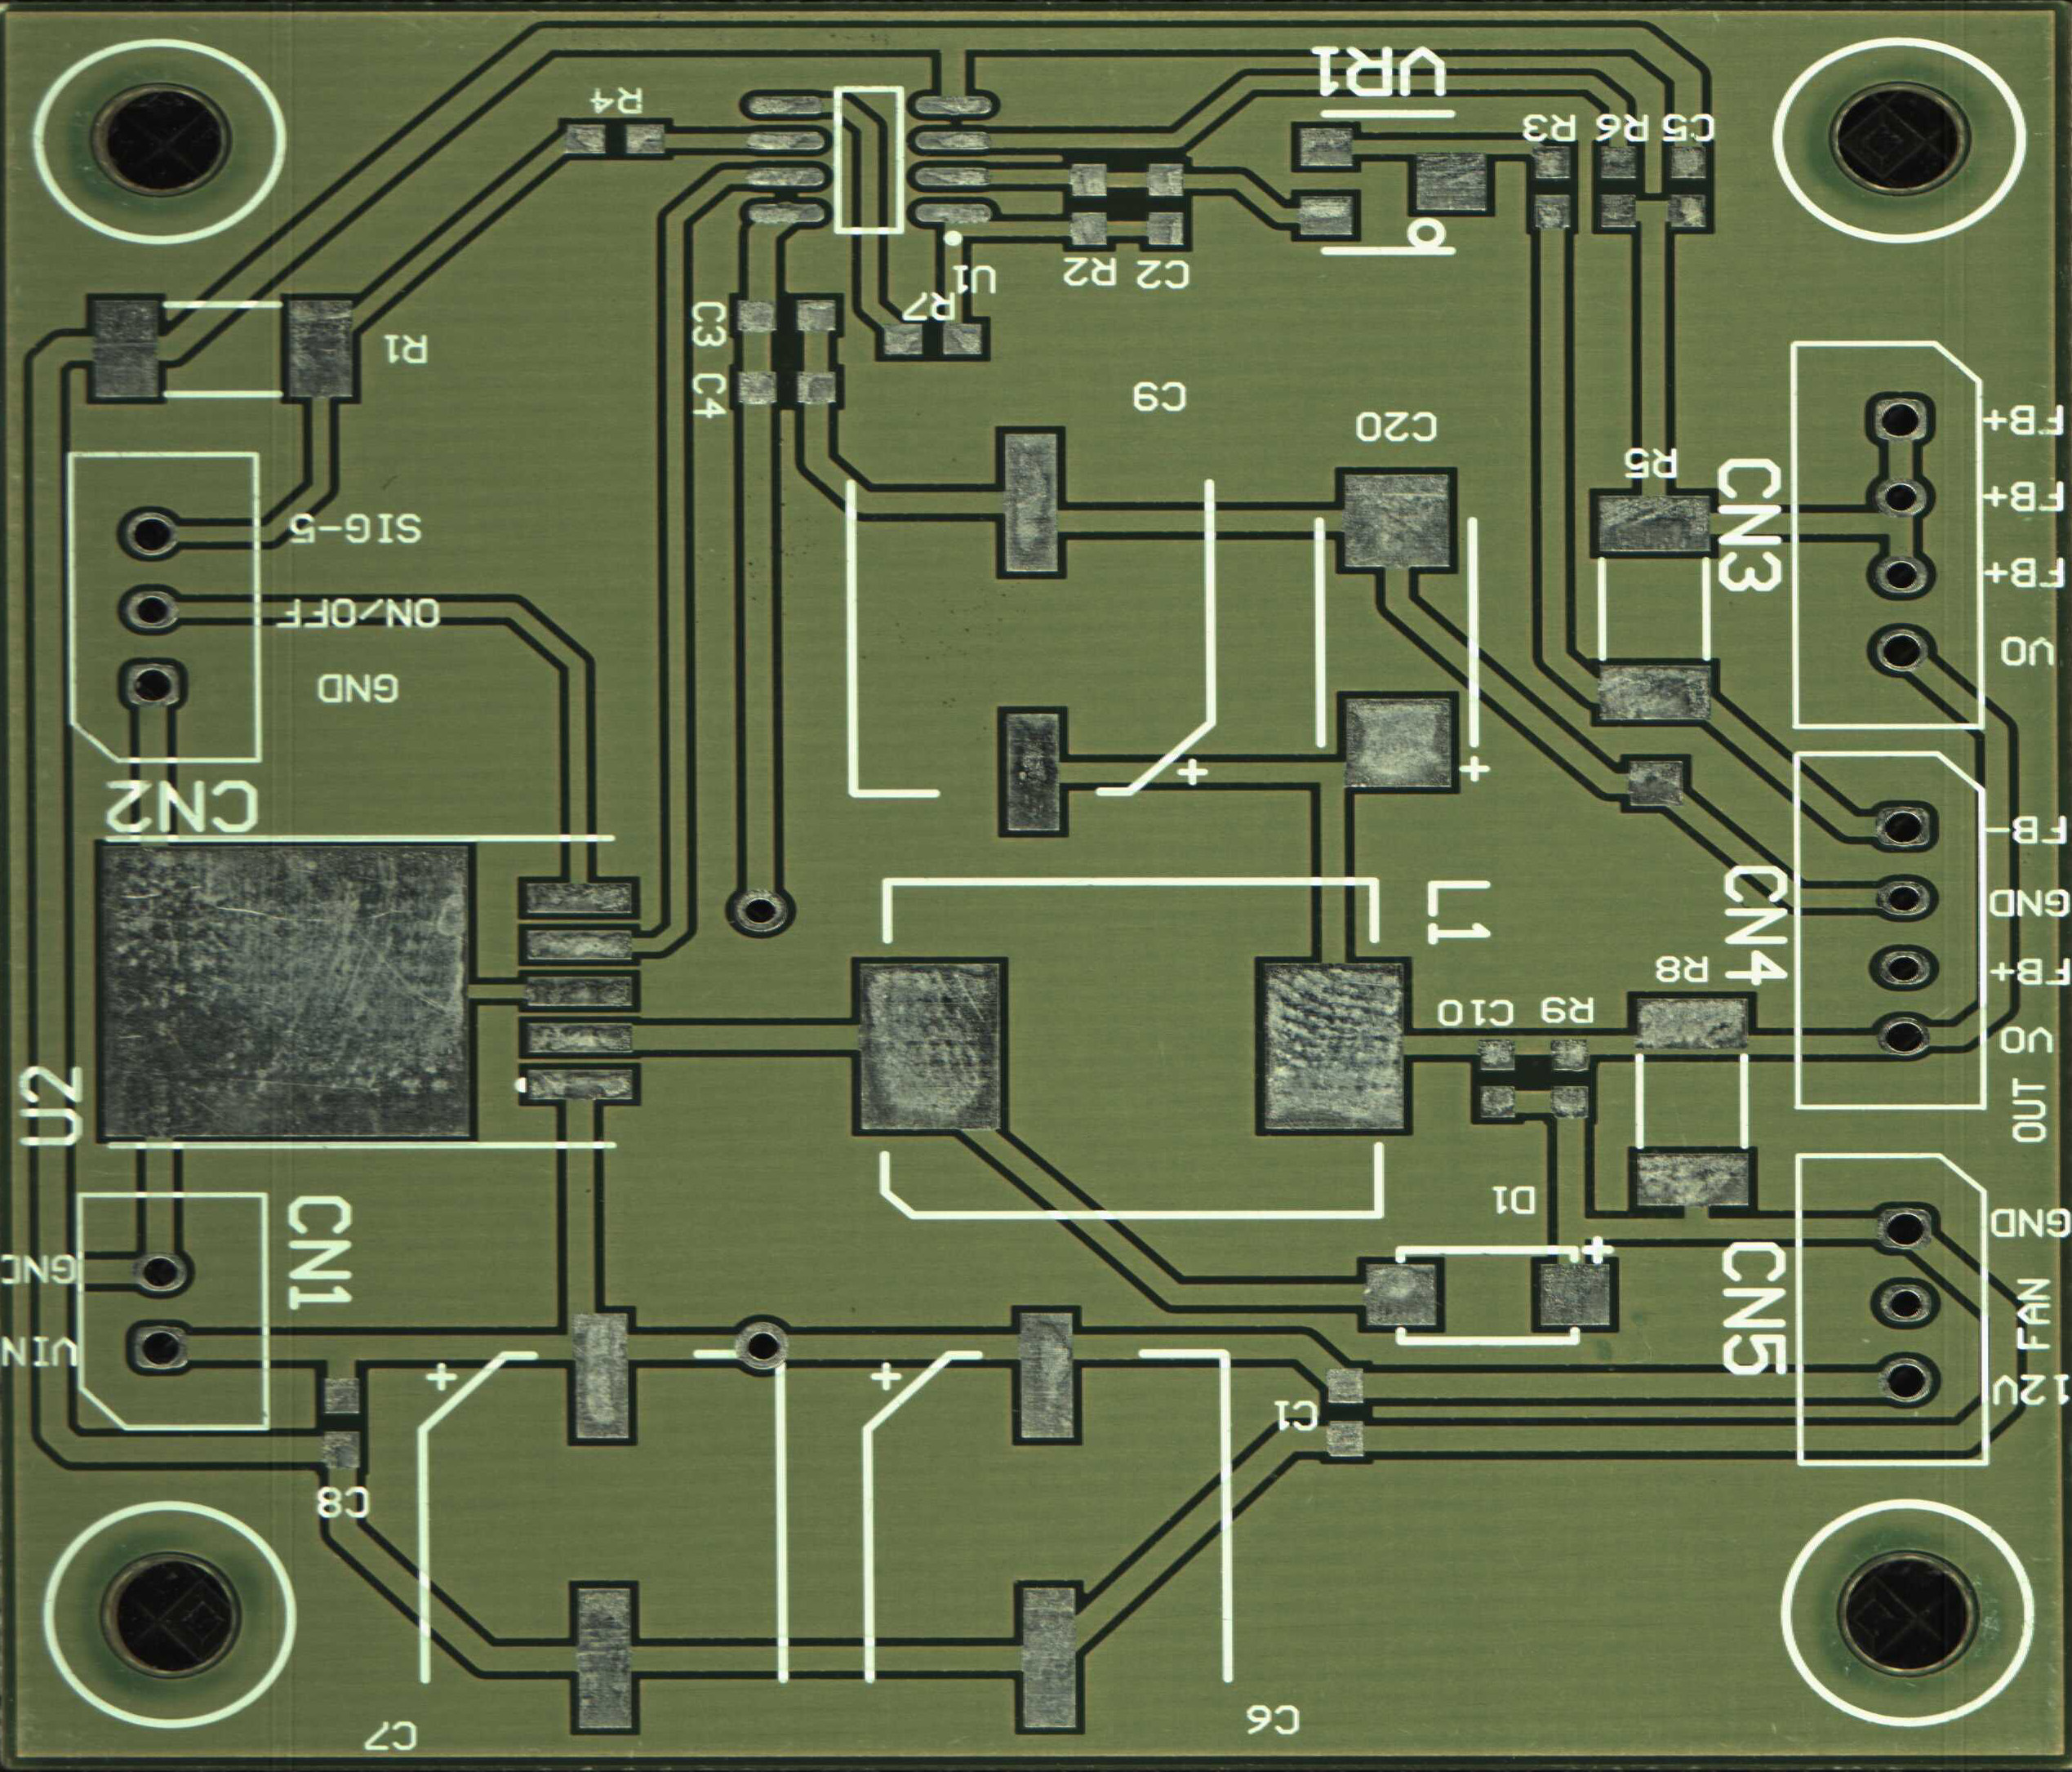 VR1
R4
R3
R6
C5
U1
R2
C2
R7
C3
C4
R1
C9
C20
R5
CN3
FB+
FB+
FB+
VO
SIG-5
ON/OFF
GND
CN2
FB-
GND
FB+
VO
CN4
L1
R8
C10
R9
OUT
U2
D1
GND
FAN
12V
CN5
CN1
GND
VIN
C1
C8
C7
C6